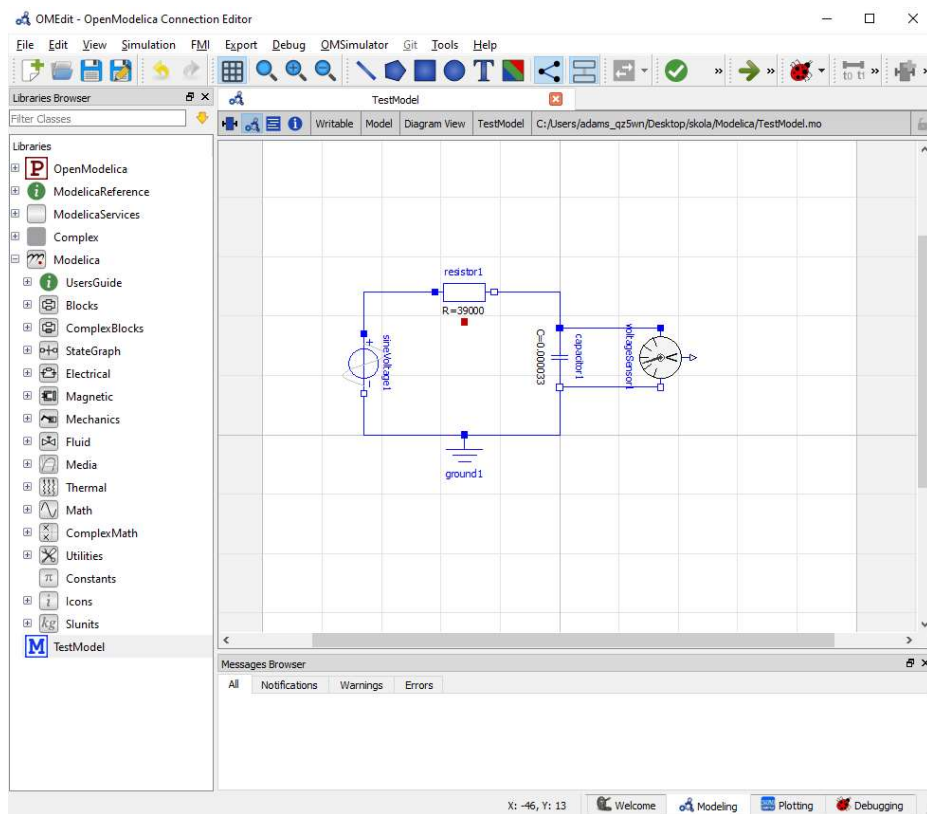 OMEdit - OpenModelica Connection Editor
File Edit View Simulation FMI Export Debug OMSimulator Git Tools Help
T » » to t1 » »
Libraries Browser
TestModel
Filter Classes
Writable Model Diagram View TestModel C:/Users/adams_qz5wn/Desktop/skola/Modelica/TestModel.mo
Libraries
P OpenModelica
i ModelicaReference
ModelicaServices
Complex
Modelica
i UsersGuide
Blocks
ComplexBlocks
StateGraph
Electrical
Magnetic
Mechanics
Fluid
Media
Thermal
Math
ComplexMath
Utilities
π Constants
i Icons
kg SIunits
M TestModel
resistor1
R=39000
sineVoltage1
+
–
C=0.000033
capacitor1
voltageSensor1
V
ground1
Messages Browser
All Notifications Warnings Errors
X: -46, Y: 13 Welcome Modeling Plotting Debugging